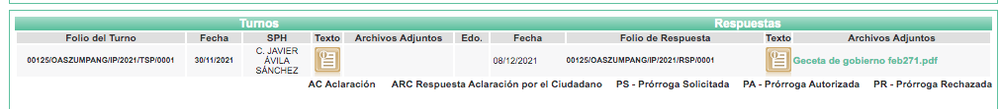 Turnos Respuestas
Folio del Turno Fecha SPH Texto Archivos Adjuntos Edo. Fecha Folio de Respuesta Texto Archivos Adjuntos
00125/OASZUMPANG/IP/2021/TSP/0001 30/11/2021 C. JAVIER ÁVILA SÁNCHEZ 08/12/2021 00125/OASZUMPANG/IP/2021/RSP/0001 Geceta de gobierno feb271.pdf
AC Aclaración ARC Respuesta Aclaración por el Ciudadano PS - Prórroga Solicitada PA - Prórroga Autorizada PR - Prórroga Rechazada